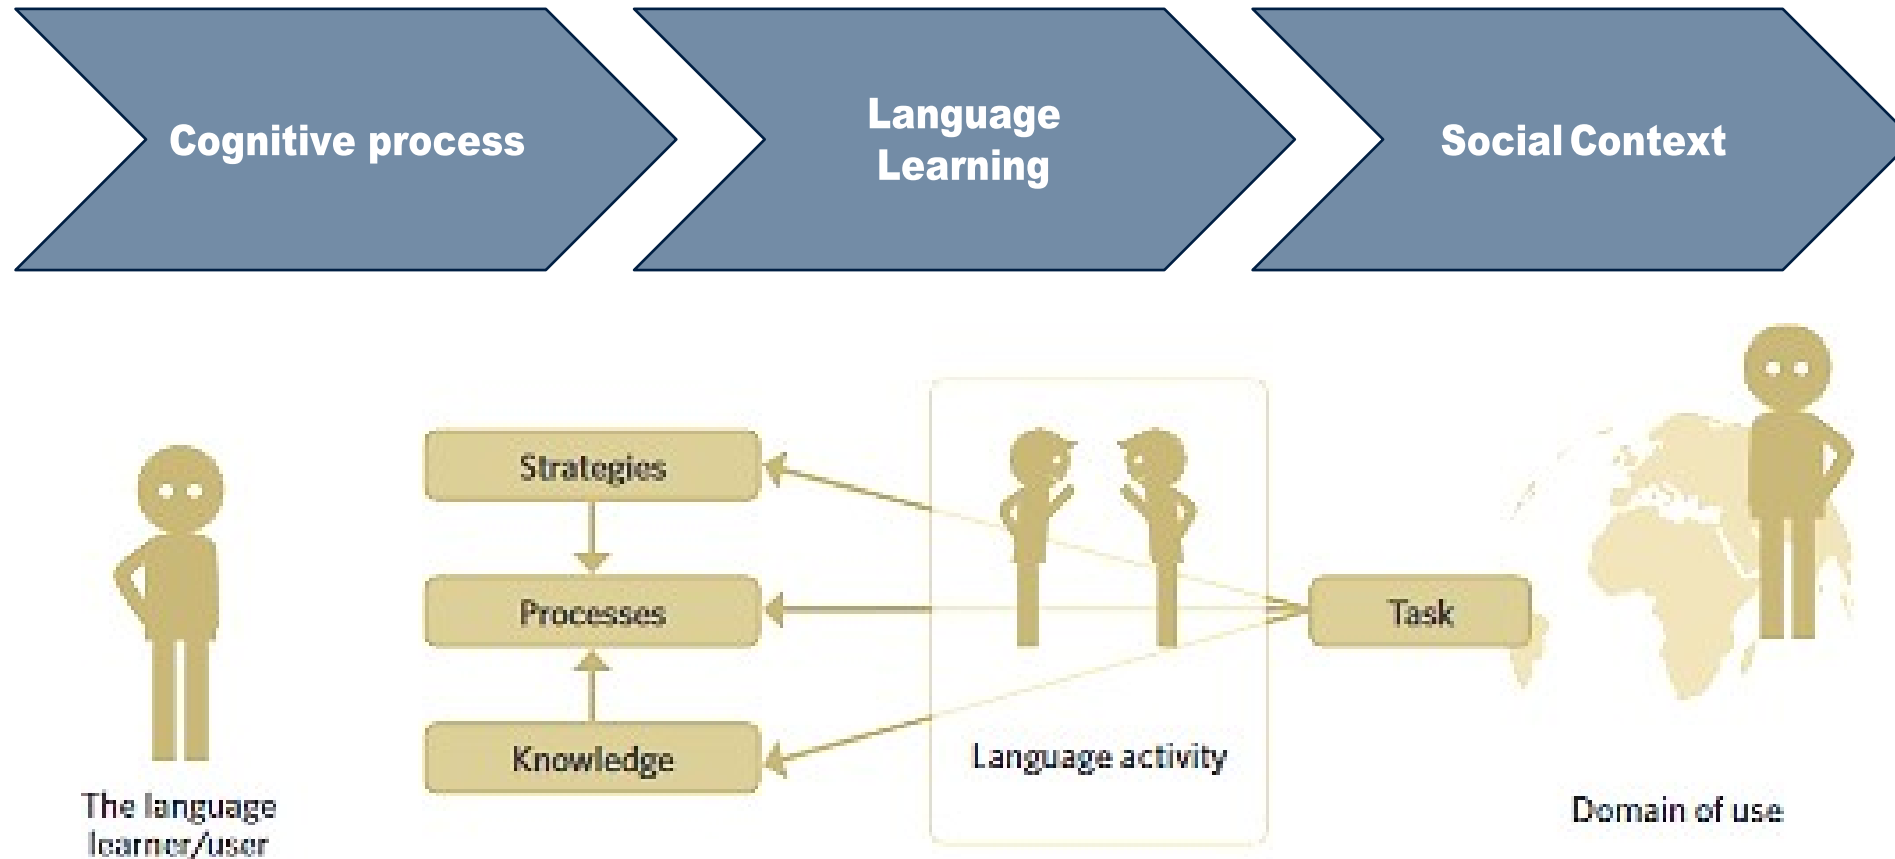 Cognitive process
Language
Learning
Social Context
Strategies
Processes
Knowledge
Task
Language activity
The language
learner/user
Domain of use